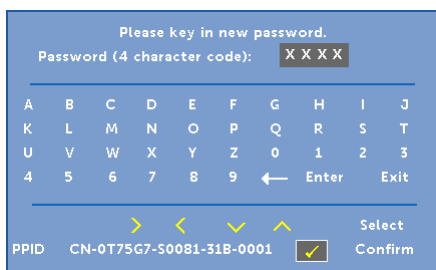 Please key in new password.
Password (4 character code): X X X X
A B C D E F G H I J
K L M N O P Q R S T
U V W X Y Z 0 1 2 3
4 5 6 7 8 9 ← Enter Exit
> < ∨ ∧ Select
PPID CN-0T75G7-S0081-31B-0001 ✓ Confirm